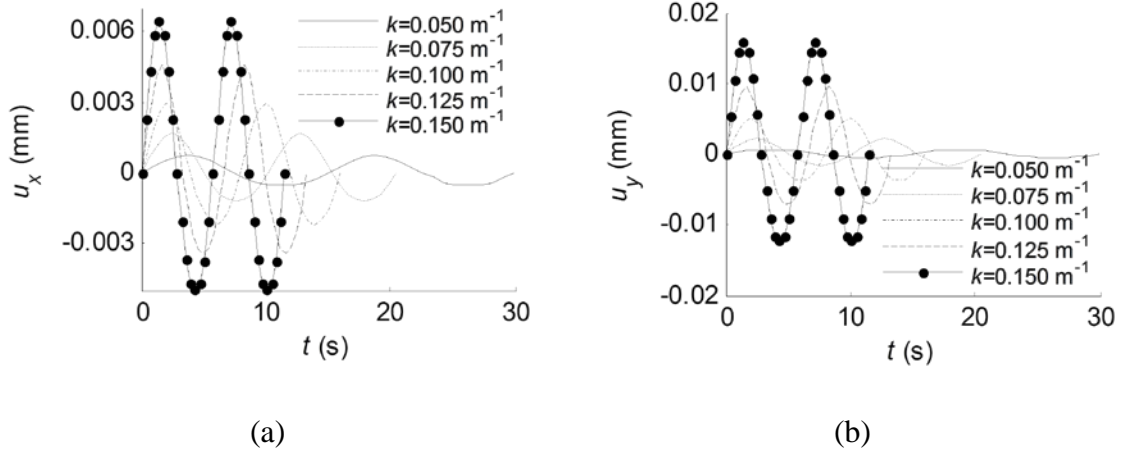 0.006
0.003
0
-0.003
u_x (mm)
k=0.050 m⁻¹
k=0.075 m⁻¹
k=0.100 m⁻¹
k=0.125 m⁻¹
k=0.150 m⁻¹
0 10 20 30
t (s)
(a)
0.02
0.01
0
-0.01
-0.02
u_y (mm)
k=0.050 m⁻¹
k=0.075 m⁻¹
k=0.100 m⁻¹
k=0.125 m⁻¹
k=0.150 m⁻¹
0 10 20 30
t (s)
(b)